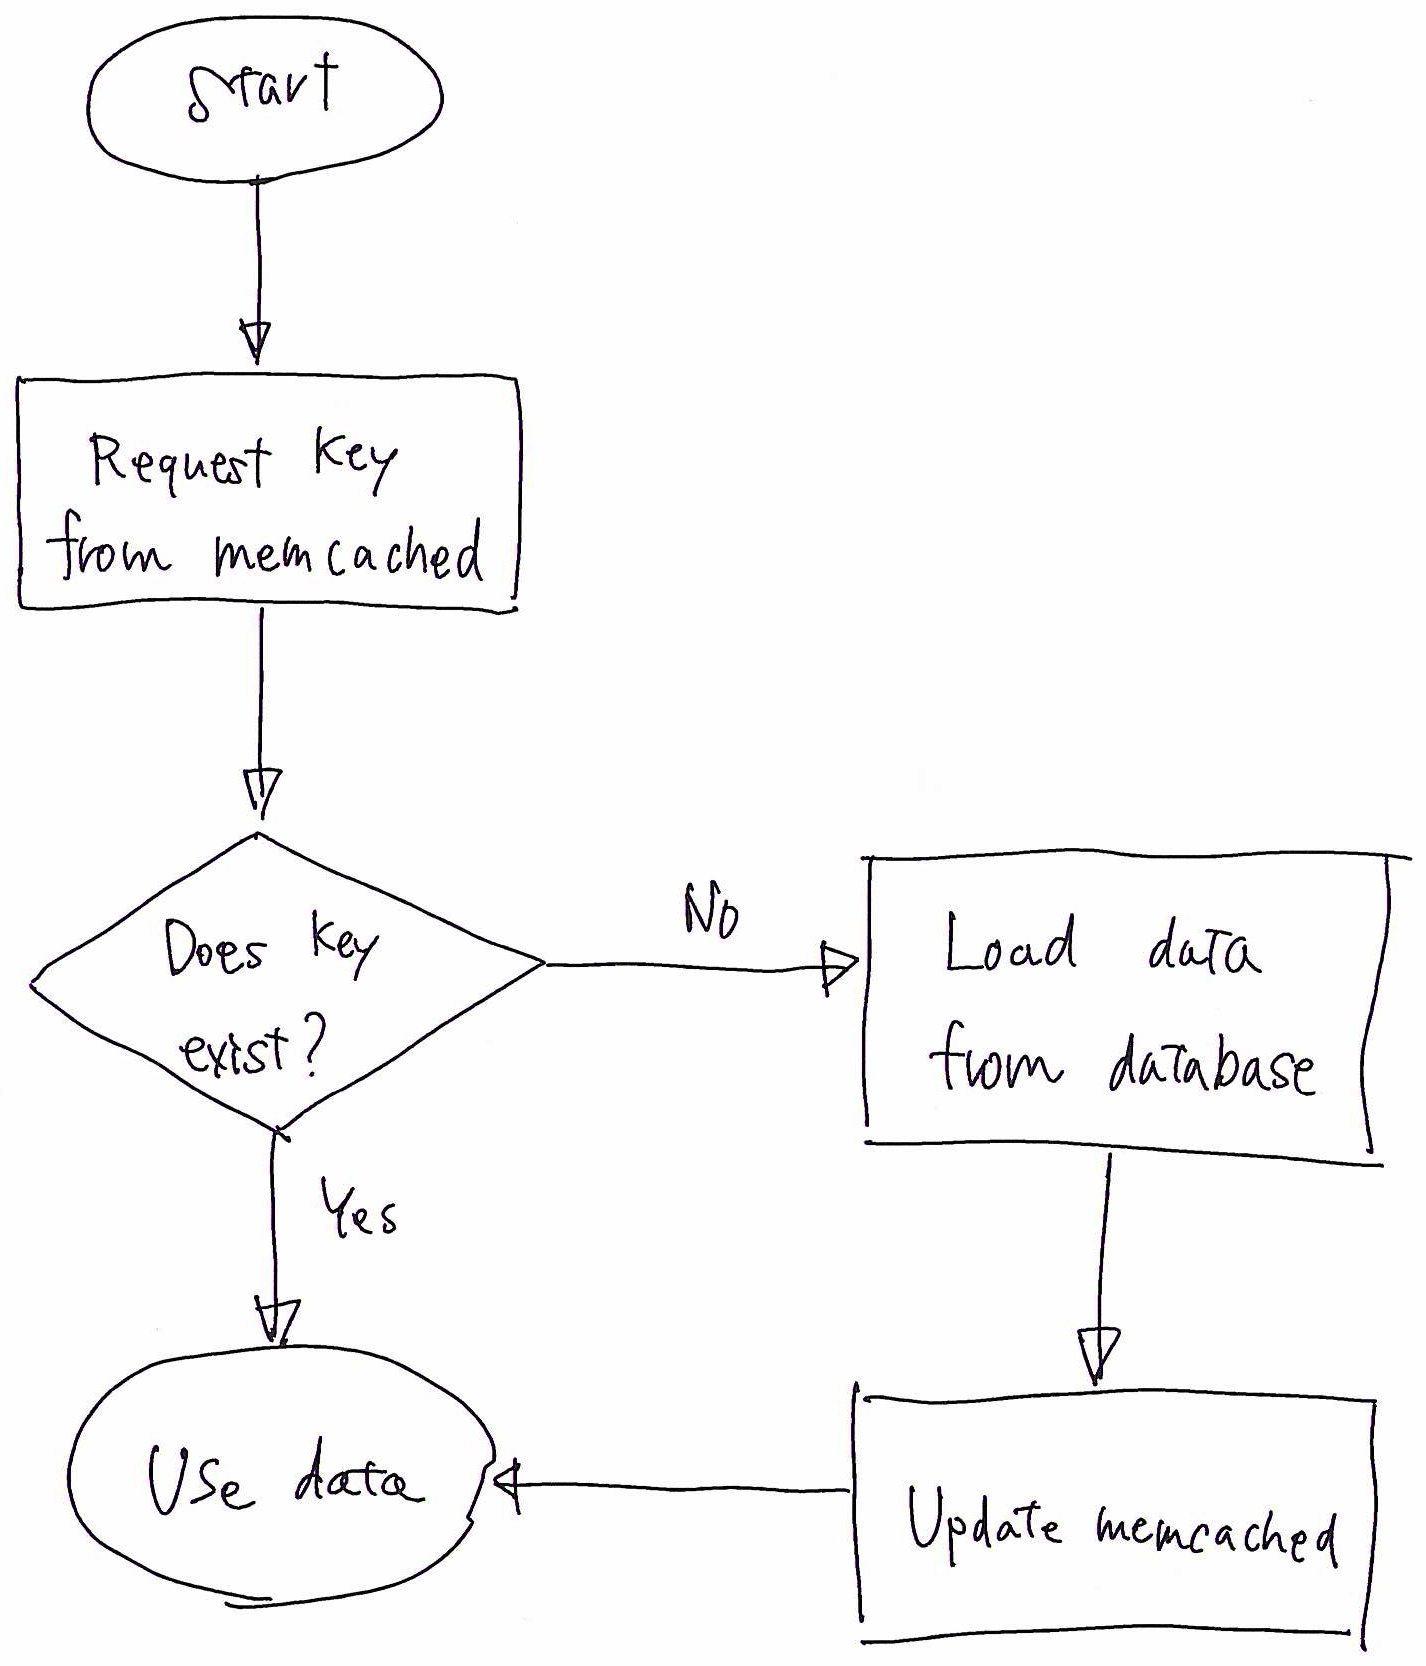 Start
Request key
from memcached
Does key
exist?
No
Load data
from database
Yes
Use data
Update memcached